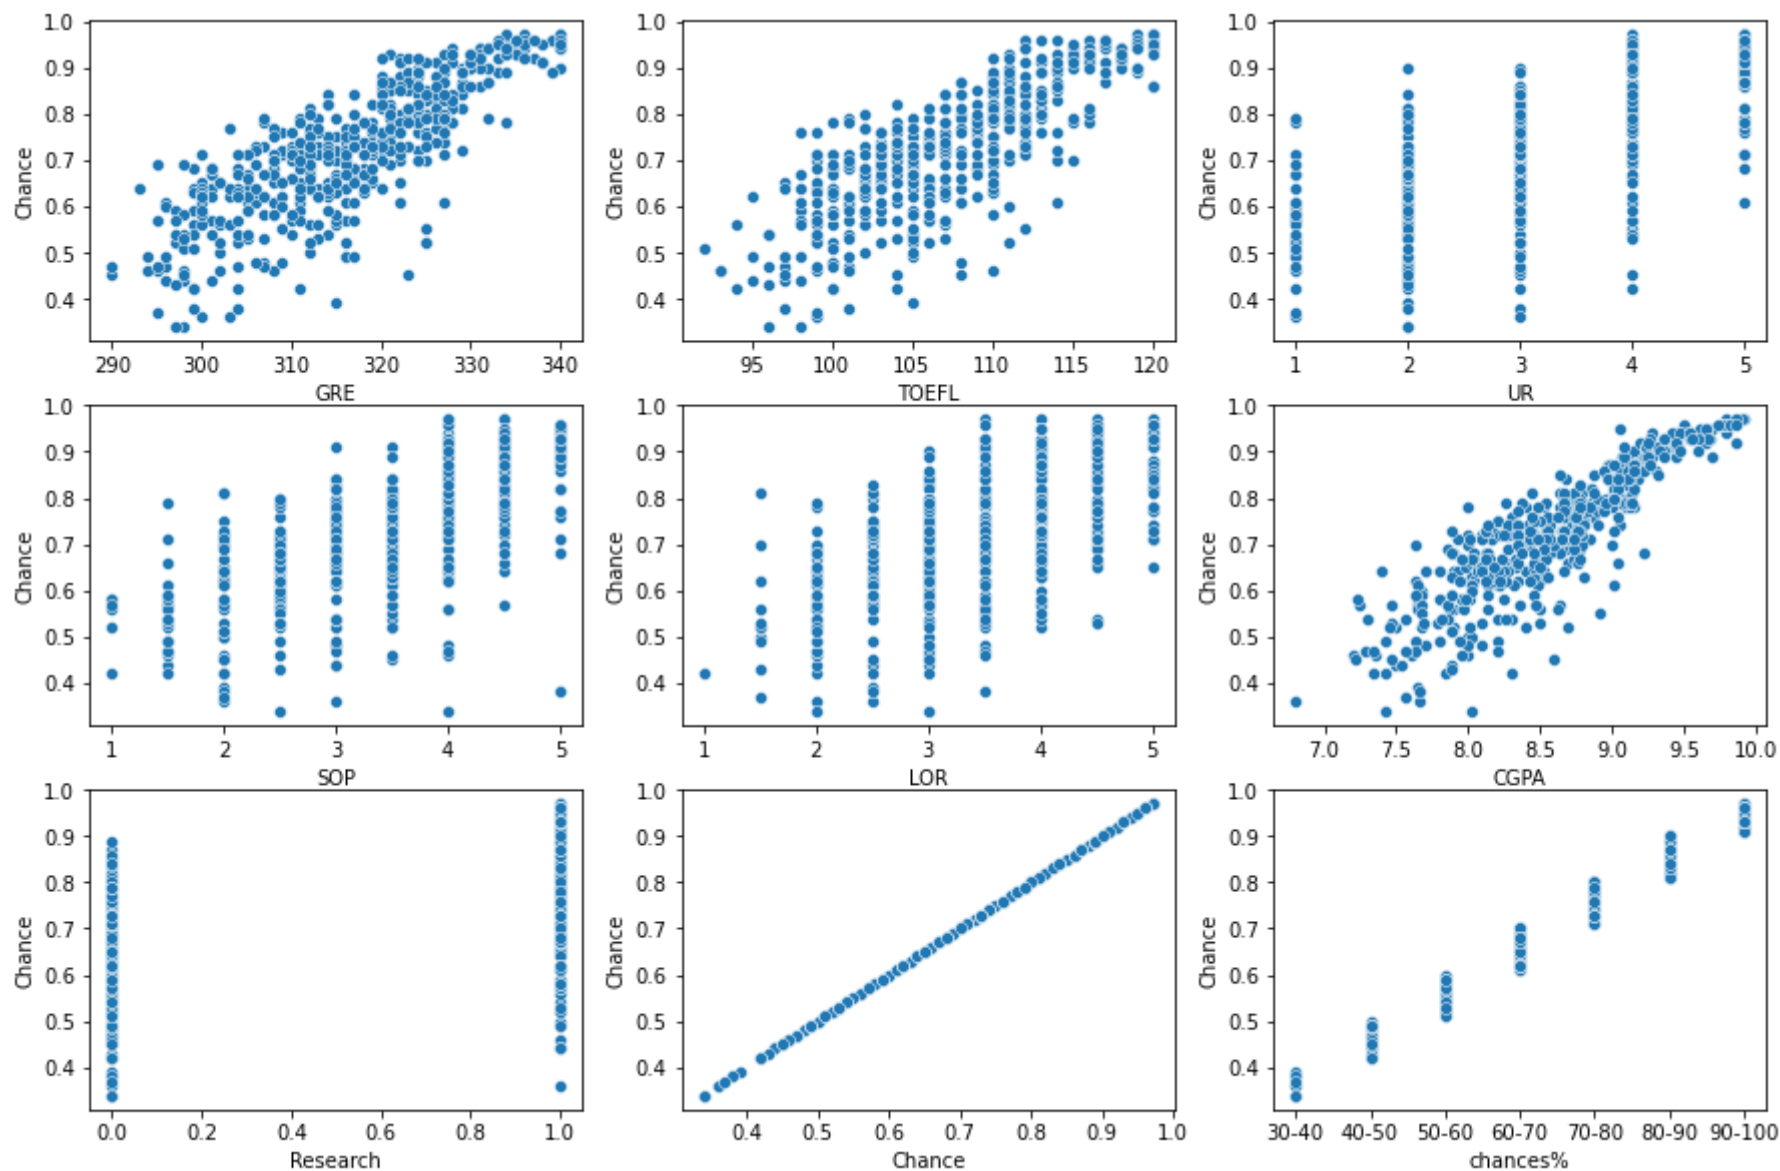 1.0 0.9 0.8 0.7 0.6 0.5 0.4
Chance
290 300 310 320 330 340
GRE
1.0 0.9 0.8 0.7 0.6 0.5 0.4
Chance
95 100 105 110 115 120
TOEFL
1.0 0.9 0.8 0.7 0.6 0.5 0.4
Chance
1 2 3 4 5
UR
1.0 0.9 0.8 0.7 0.6 0.5 0.4
Chance
1 2 3 4 5
SOP
1.0 0.9 0.8 0.7 0.6 0.5 0.4
Chance
1 2 3 4 5
LOR
1.0 0.9 0.8 0.7 0.6 0.5 0.4
Chance
7.0 7.5 8.0 8.5 9.0 9.5 10.0
CGPA
1.0 0.9 0.8 0.7 0.6 0.5 0.4
Chance
0.0 0.2 0.4 0.6 0.8 1.0
Research
1.0 0.9 0.8 0.7 0.6 0.5 0.4
Chance
0.4 0.5 0.6 0.7 0.8 0.9 1.0
Chance
1.0 0.9 0.8 0.7 0.6 0.5 0.4
Chance
30-40 40-50 50-60 60-70 70-80 80-90 90-100
chances%